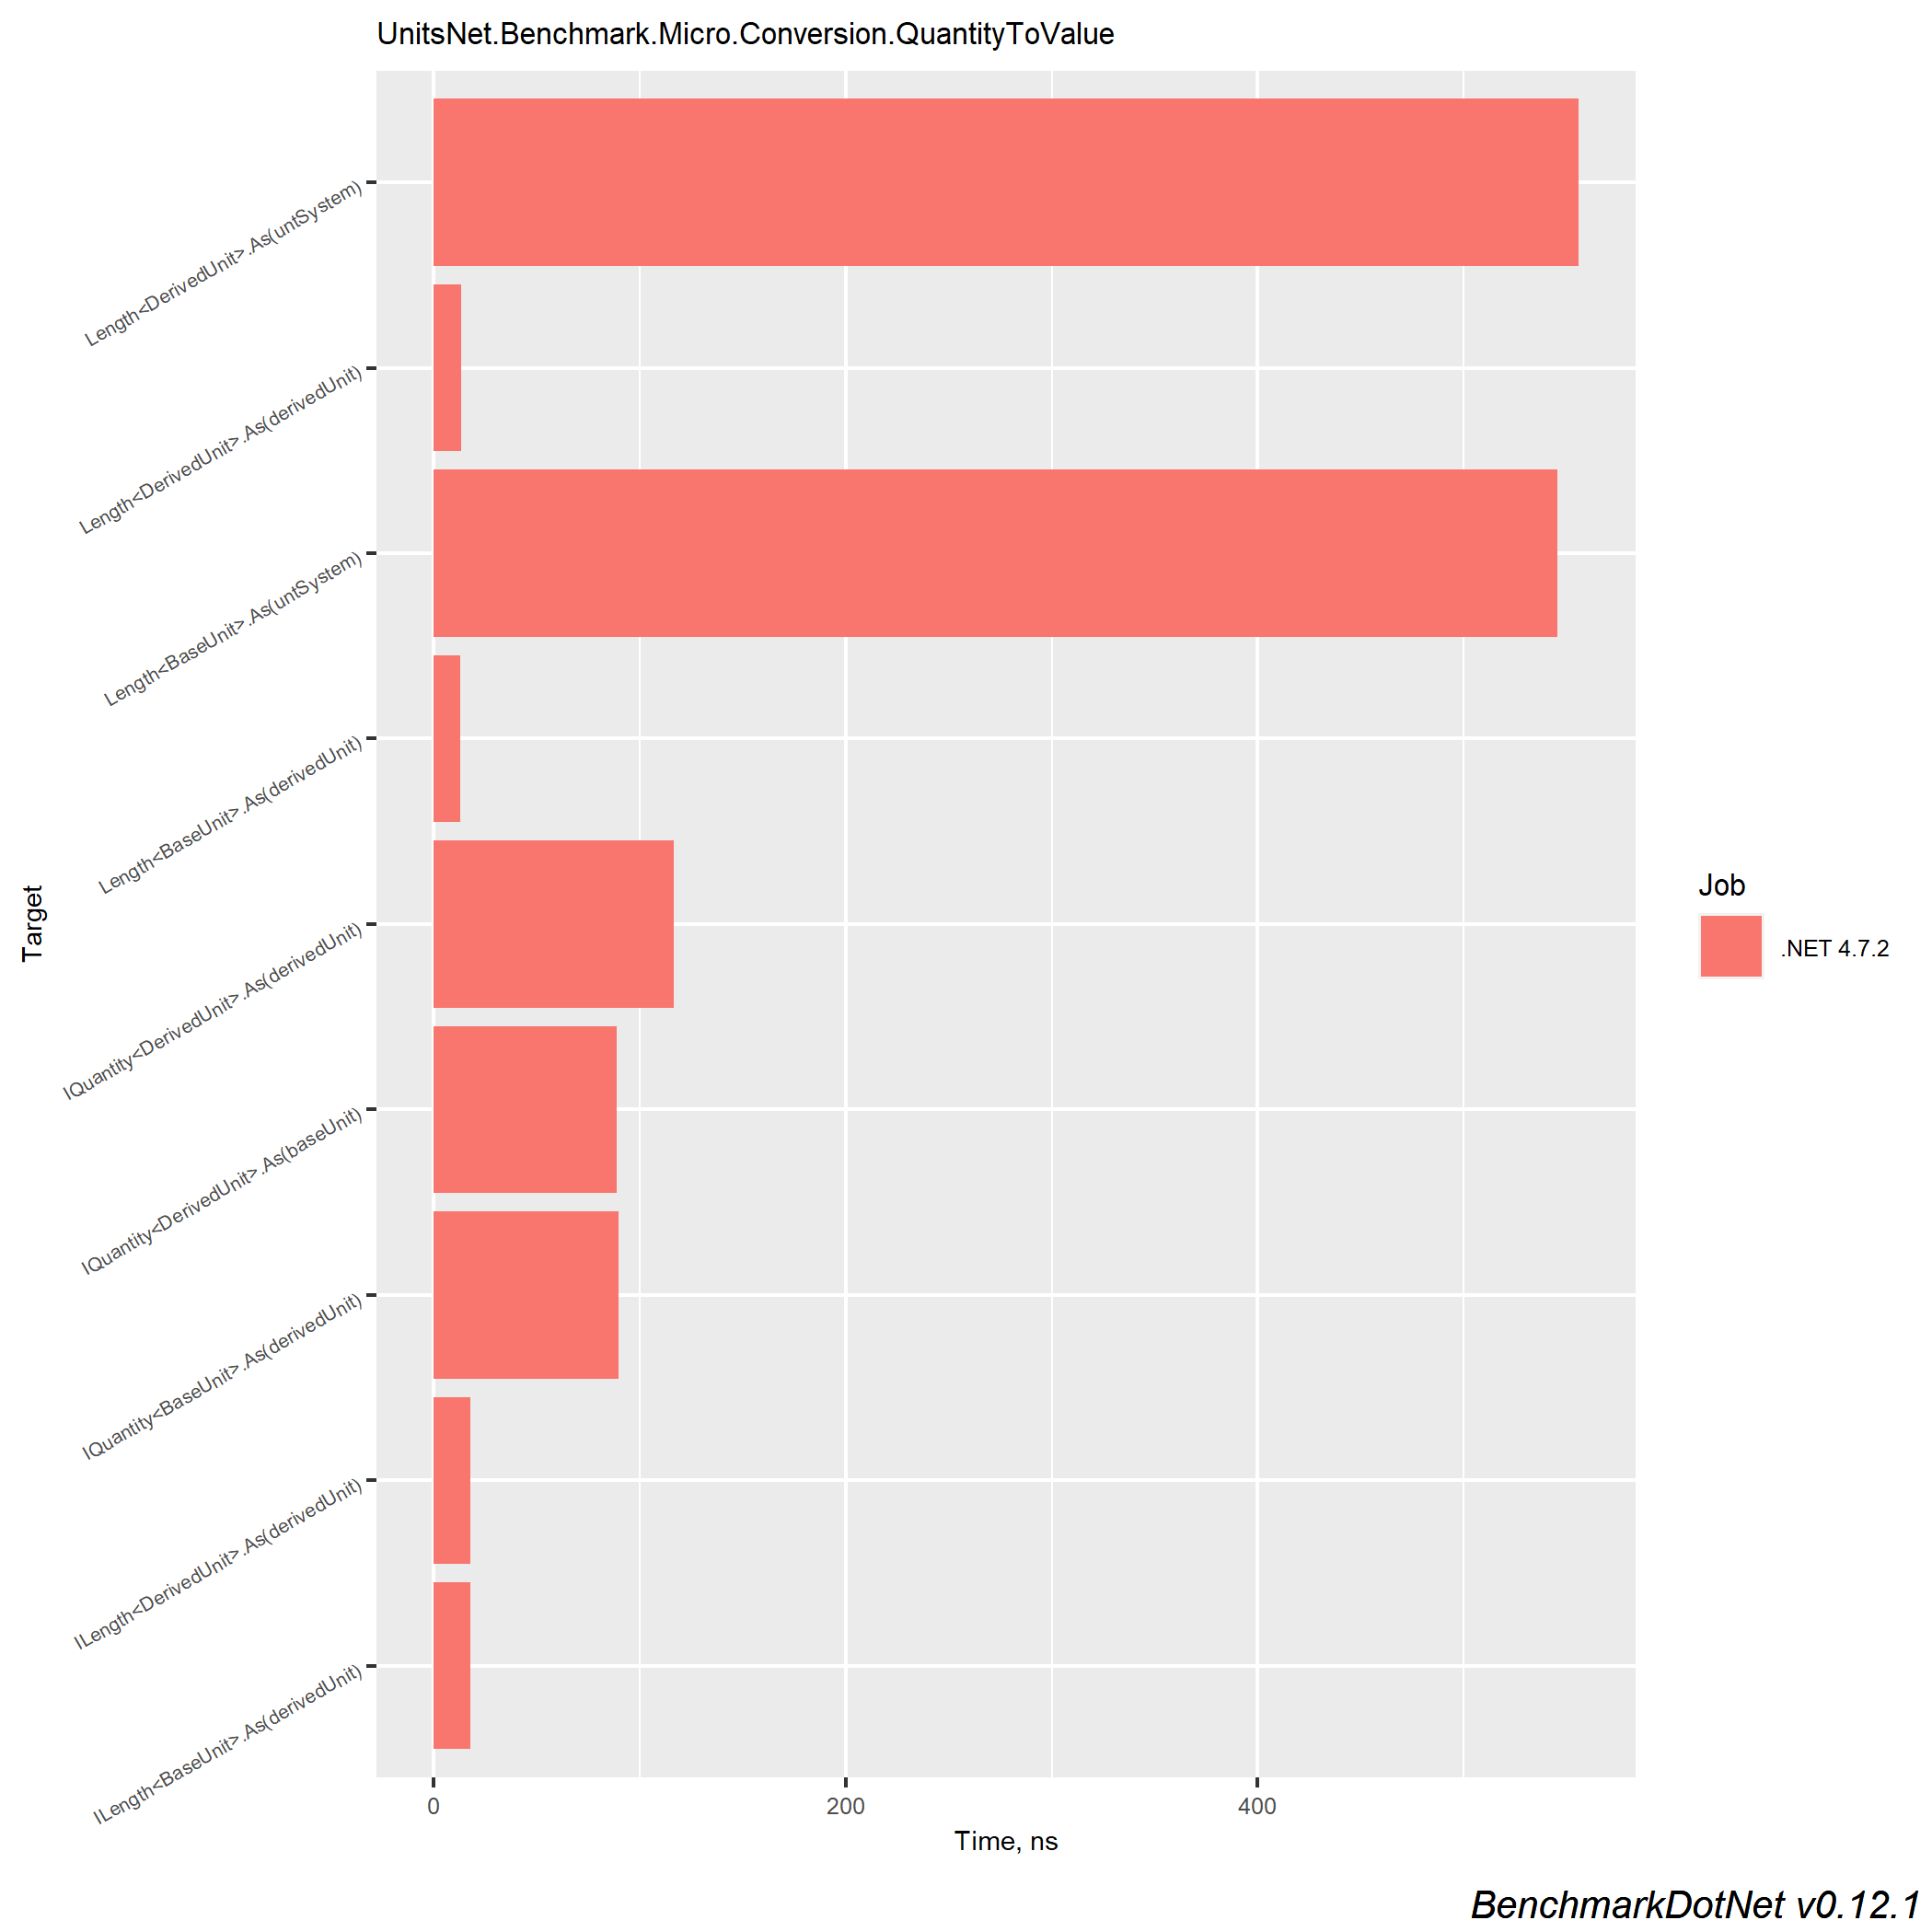 UnitsNet.Benchmark.Micro.Conversion.QuantityToValue
Length<DerivedUnit>.As(untSystem)
Length<DerivedUnit>.As(derivedUnit)
Length<BaseUnit>.As(untSystem)
Length<BaseUnit>.As(derivedUnit)
IQuantity<DerivedUnit>.As(derivedUnit)
IQuantity<DerivedUnit>.As(baseUnit)
IQuantity<BaseUnit>.As(derivedUnit)
ILength<DerivedUnit>.As(derivedUnit)
ILength<BaseUnit>.As(derivedUnit)
Target
0 200 400
Time, ns
Job
.NET 4.7.2
BenchmarkDotNet v0.12.1